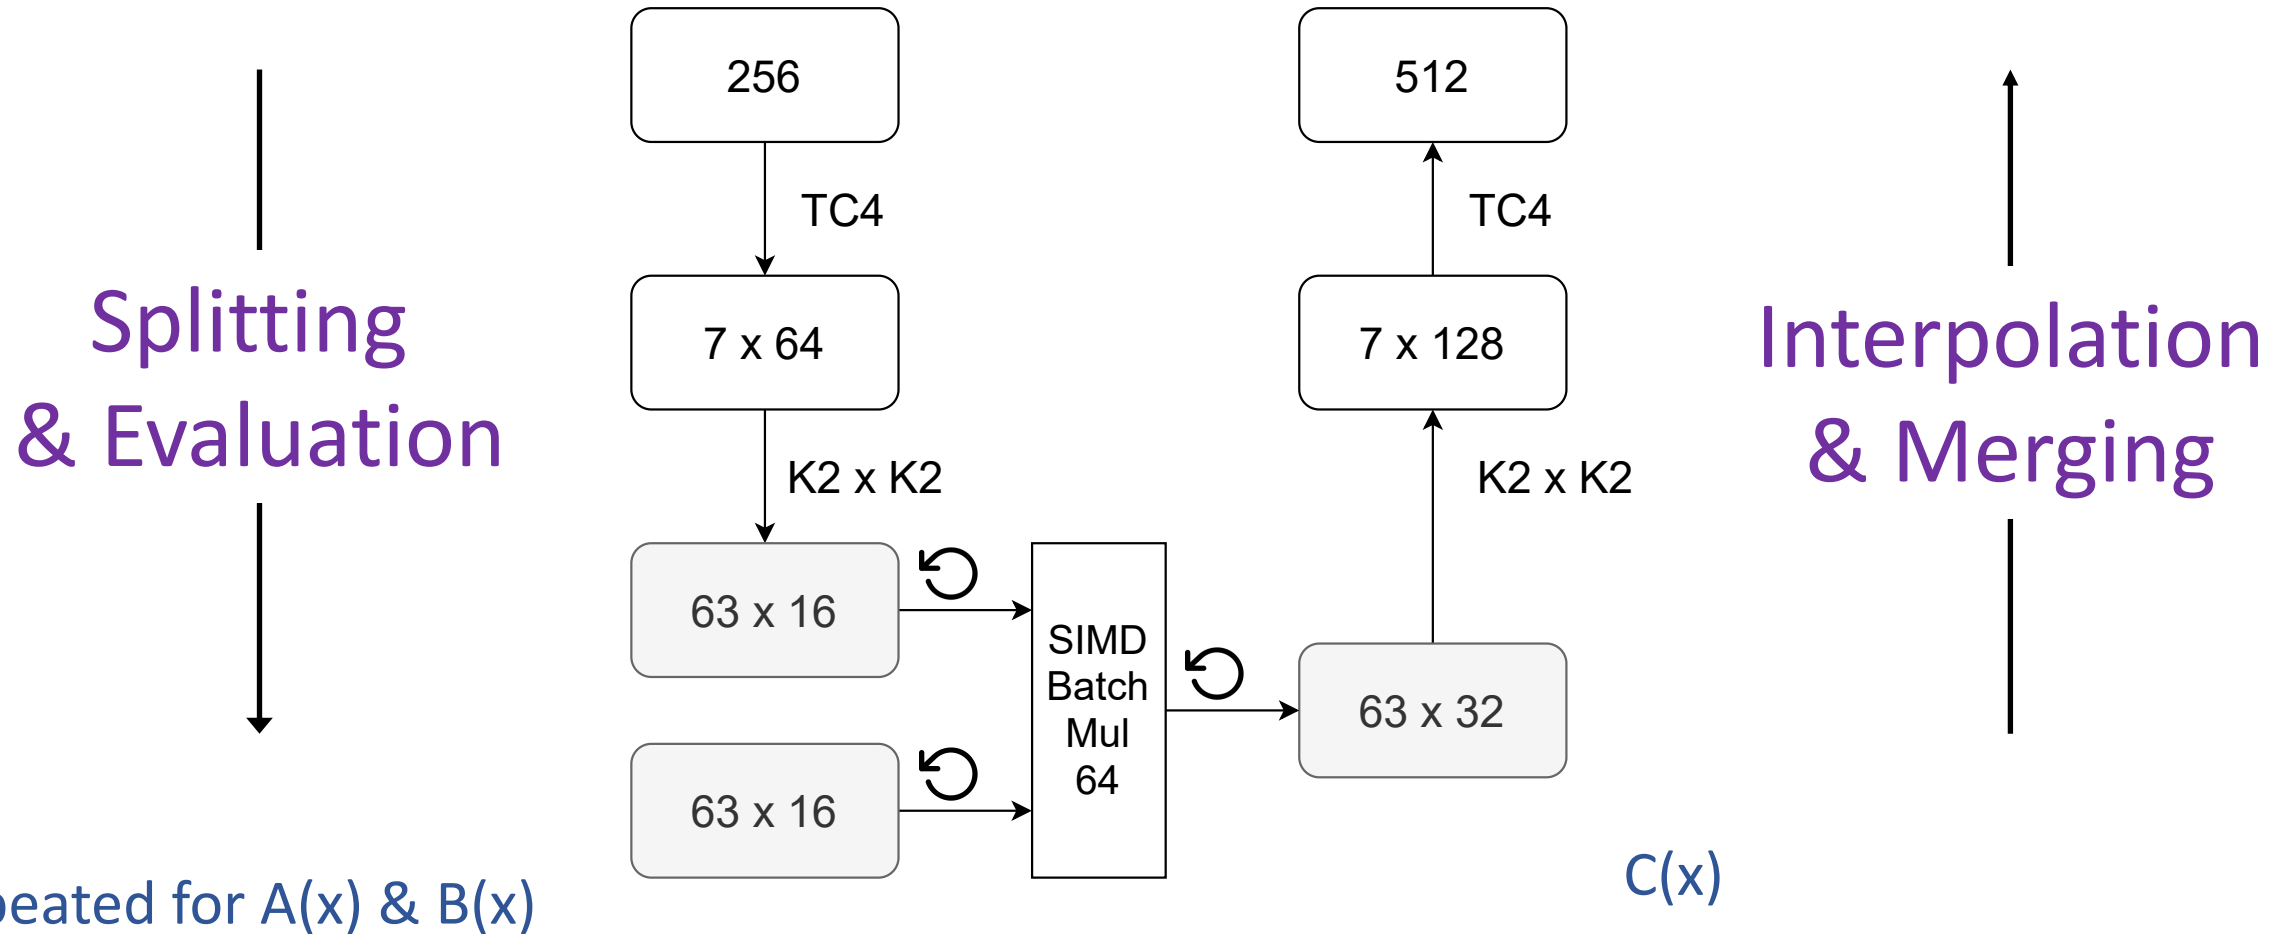 Splitting
& Evaluation
256
TC4
7 x 64
K2 x K2
63 x 16
63 x 16
SIMD
Batch
Mul
64
512
TC4
7 x 128
K2 x K2
63 x 32
Interpolation
& Merging
for A(x) & B(x)
C(x)